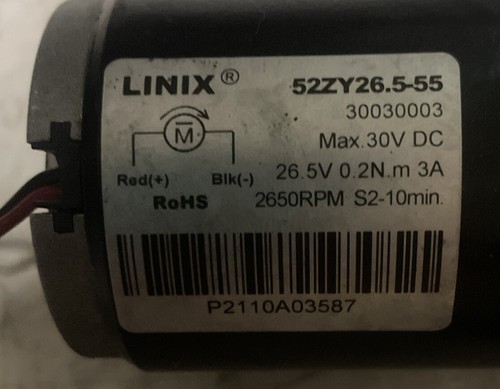 LINIX® 52ZY26.5-55
30030003
M
Max.30V DC
Red(+) Blk(-) 26.5V 0.2N.m 3A
RoHS 2650RPM S2-10min.
P2110A03587